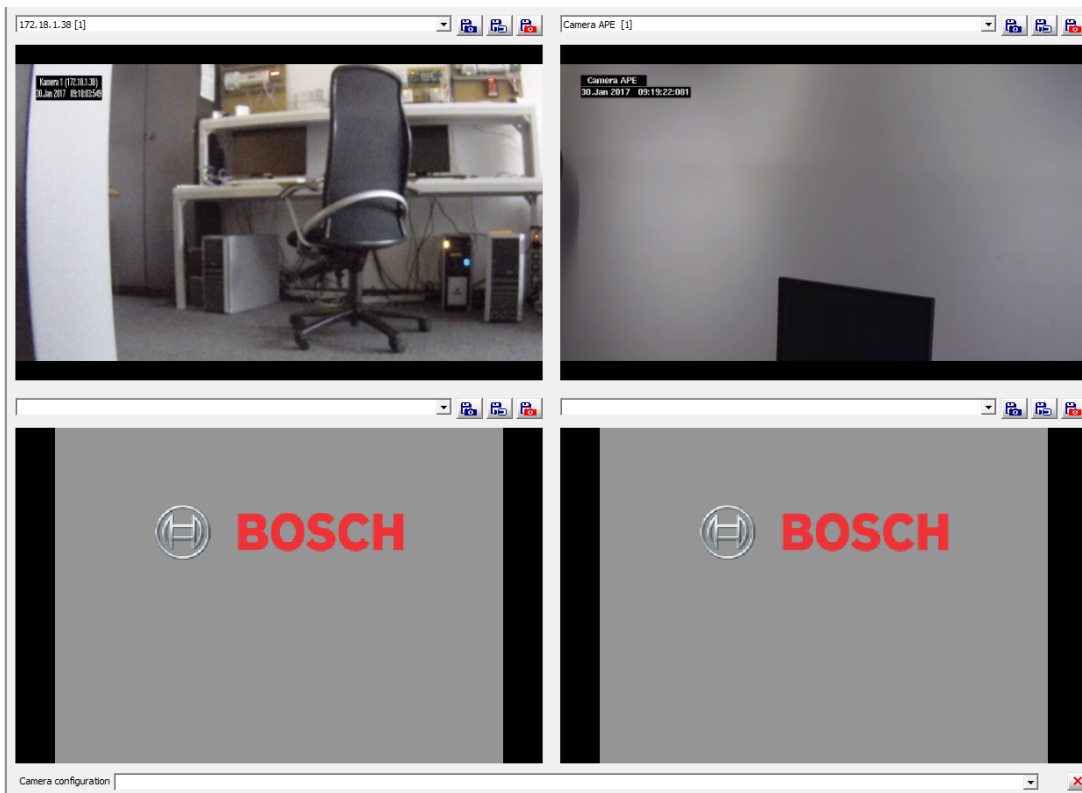 172.18.1.38 [1]
Camera APE [1]
Kamera 1 (172.18.1.38)
30.Jan 2017 09:18:03:549
Camera APE
30.Jan 2017 09:19:22:081
BOSCH
BOSCH
Camera configuration